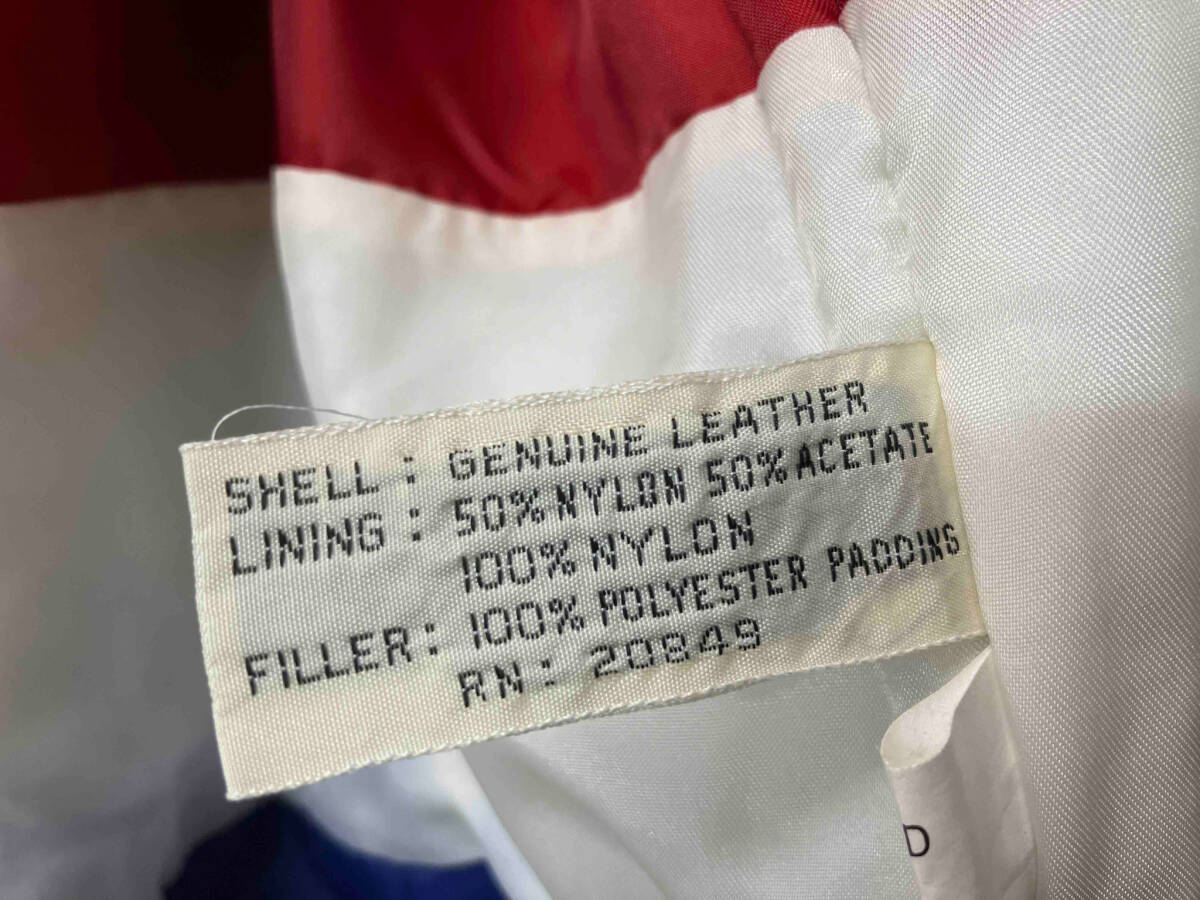 SHELL : GENUINE LEATHER
LINING : 50% NYLON 50% ACETATE
100% NYLON
FILLER : 100% POLYESTER PADDING
RN : 20849
D